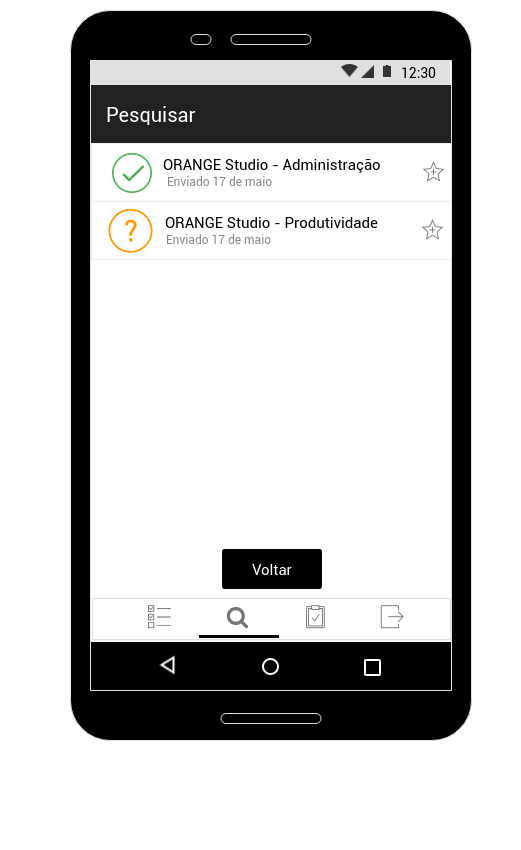 12:30
Pesquisar
ORANGE Studio - Administração
Enviado 17 de maio
ORANGE Studio - Produtividade
Enviado 17 de maio
Voltar